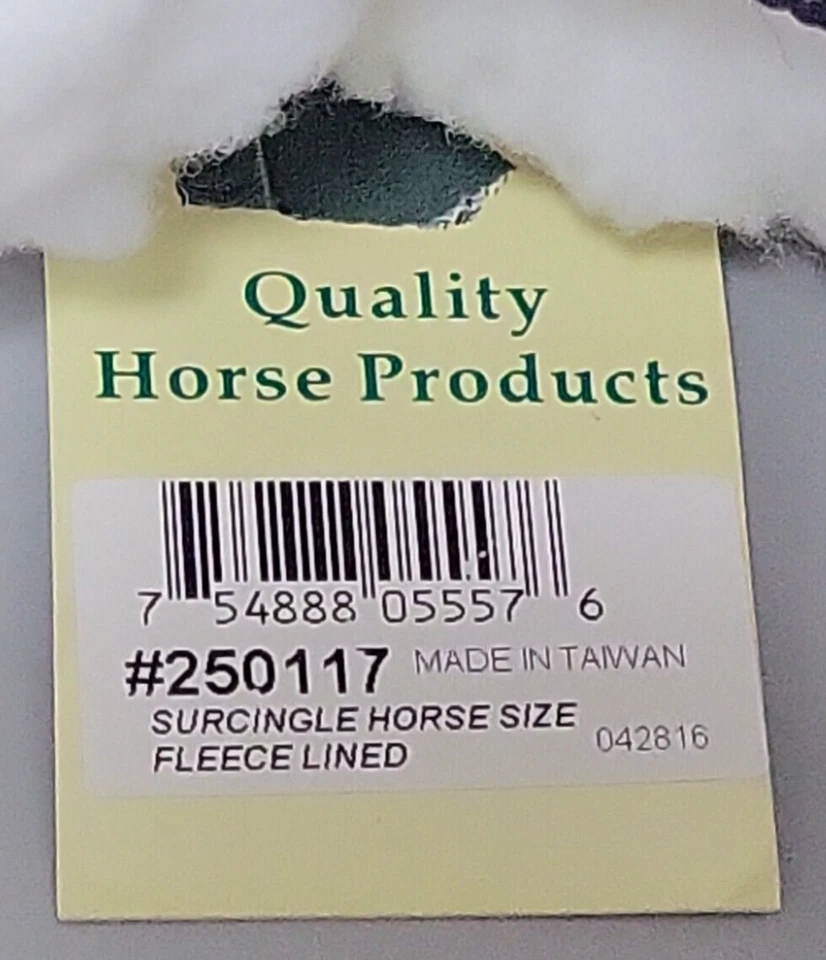 Quality
Horse Products
7 54888 05557 6
#250117 MADE IN TAIWAN
SURCINGLE HORSE SIZE
FLEECE LINED 042816